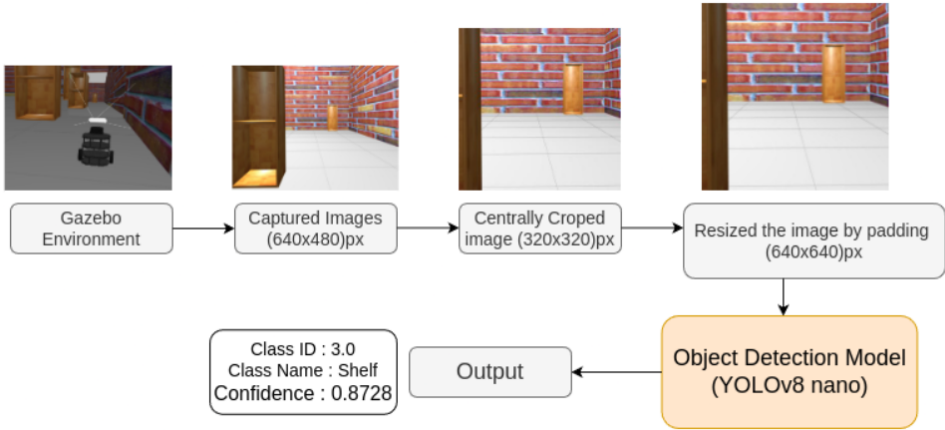 Gazebo
Environment
Captured Images
(640x480)px
Centrally Croped
image (320x320)px
Resized the image by padding
(640x640)px
Object Detection Model
(YOLOv8 nano)
Output
Class ID : 3.0
Class Name : Shelf
Confidence : 0.8728